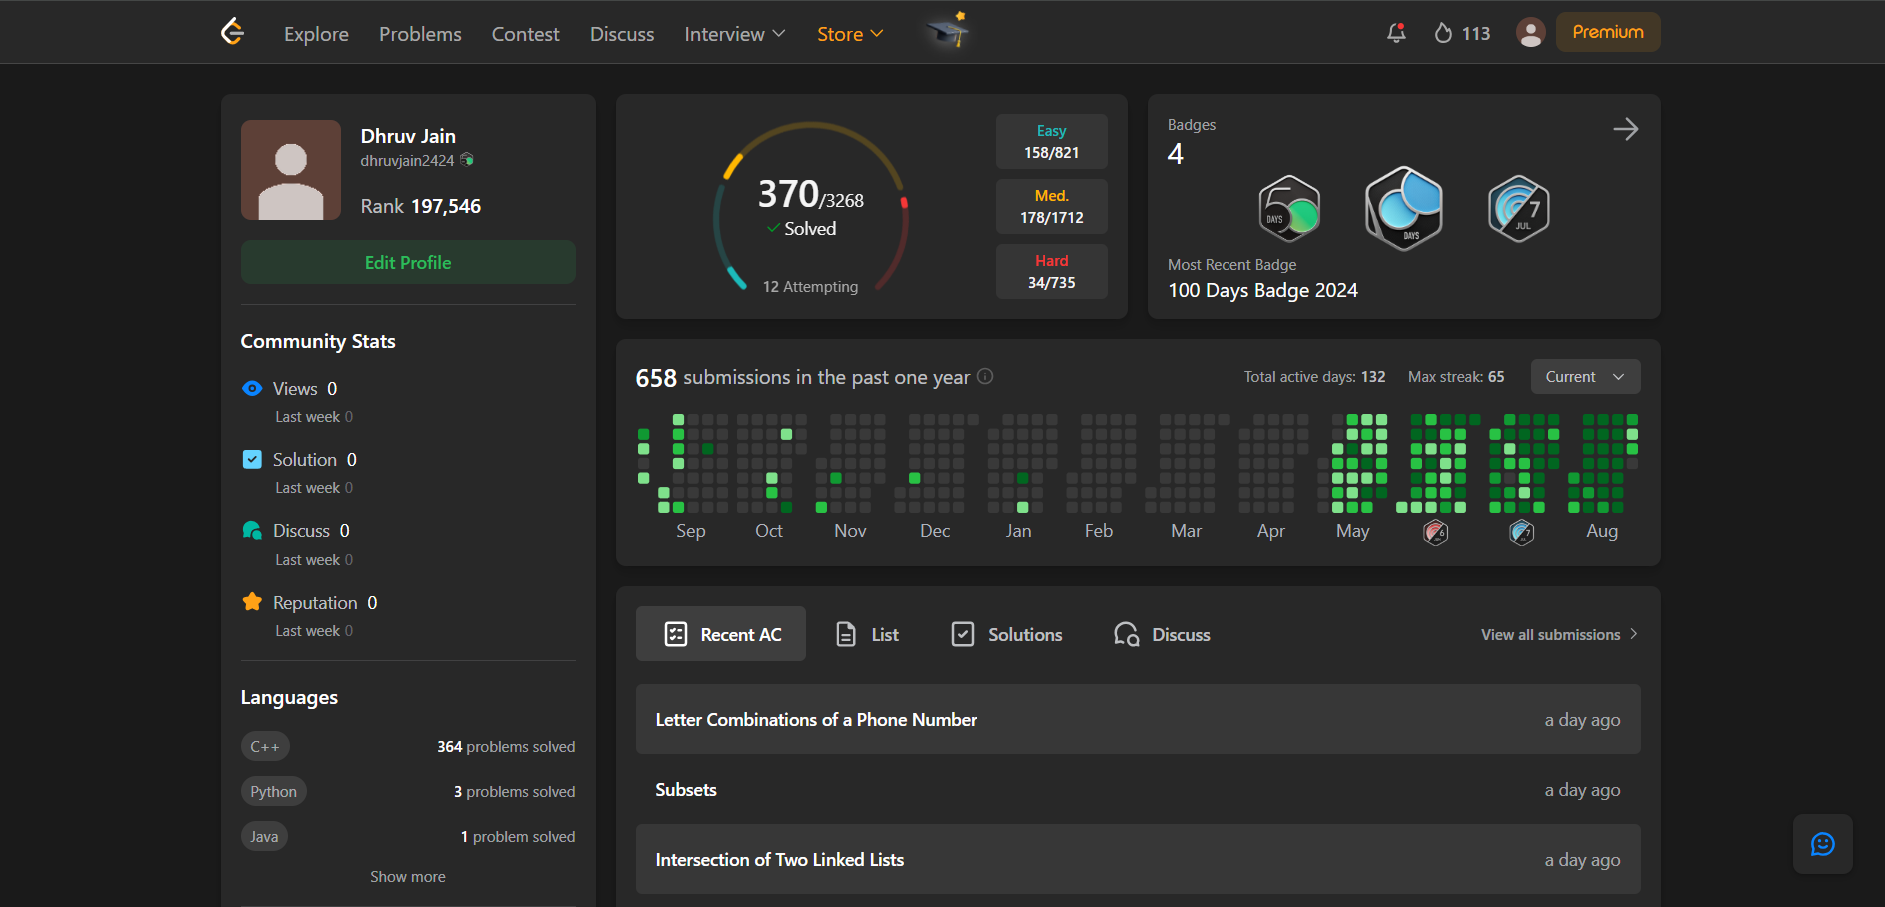 Explore Problems Contest Discuss Interview Store 113 Premium
Dhruv Jain
dhruvjain2424
Rank 197,546
Edit Profile
Community Stats
Views 0
Last week 0
Solution 0
Last week 0
Discuss 0
Last week 0
Reputation 0
Last week 0
Languages
C++ 364 problems solved
Python 3 problems solved
Java 1 problem solved
Show more
370/3268
Solved
12 Attempting
Easy
158/821
Med.
178/1712
Hard
34/735
Badges
4
50 DAYS
DAYS
7 JUL
Most Recent Badge
100 Days Badge 2024
658 submissions in the past one year
Total active days: 132 Max streak: 65 Current
Sep Oct Nov Dec Jan Feb Mar Apr May Aug
Recent AC List Solutions Discuss View all submissions
Letter Combinations of a Phone Number a day ago
Subsets a day ago
Intersection of Two Linked Lists a day ago